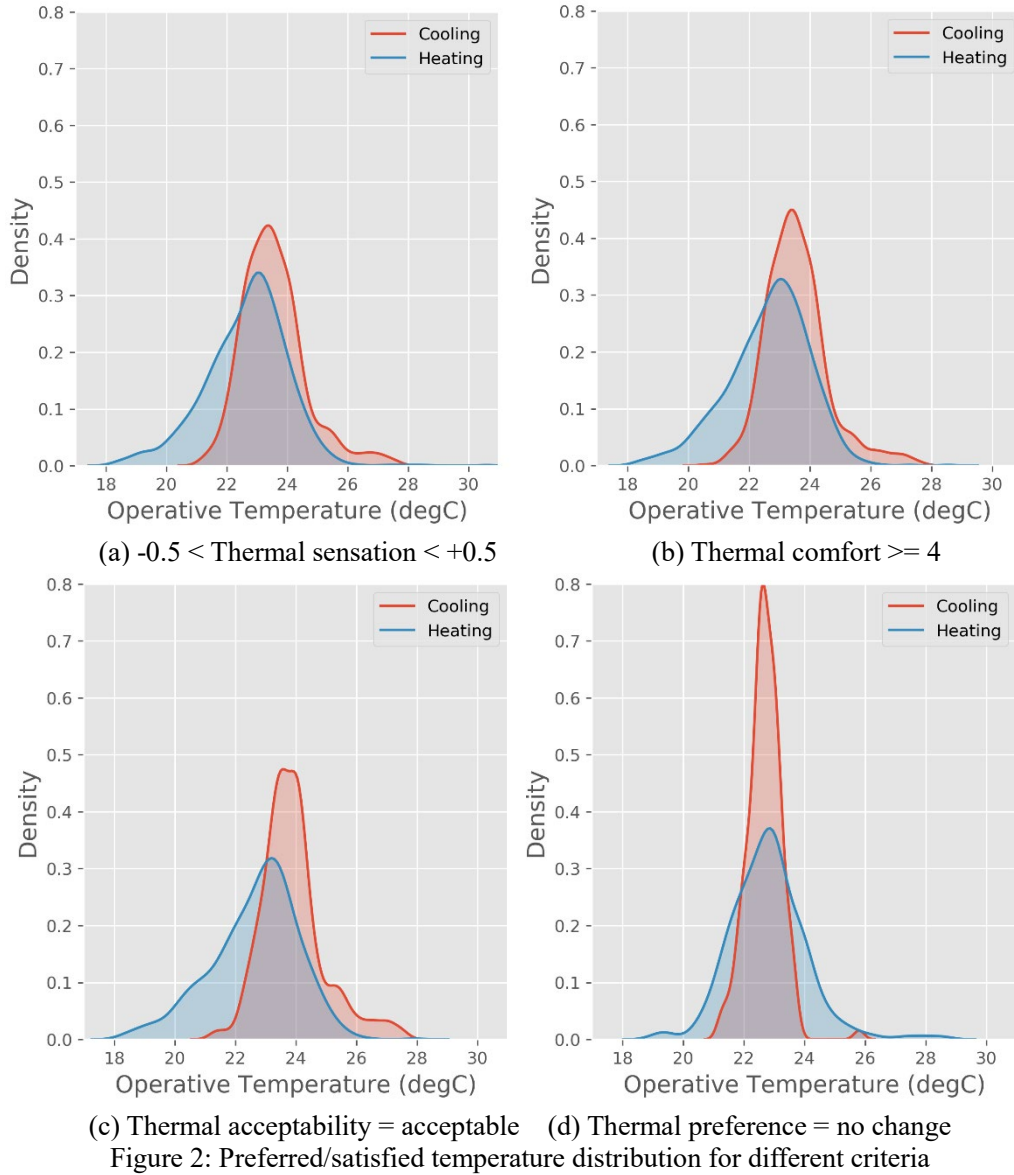 0.8
0.7
0.6
0.5
0.4
0.3
0.2
0.1
0.0
Density
Cooling
Heating
18 20 22 24 26 28 30
Operative Temperature (degC)
(a) -0.5 < Thermal sensation < +0.5
0.8
0.7
0.6
0.5
0.4
0.3
0.2
0.1
0.0
Density
Cooling
Heating
18 20 22 24 26 28 30
Operative Temperature (degC)
(b) Thermal comfort >= 4
0.8
0.7
0.6
0.5
0.4
0.3
0.2
0.1
0.0
Density
Cooling
Heating
18 20 22 24 26 28 30
Operative Temperature (degC)
(c) Thermal acceptability = acceptable
0.8
0.7
0.6
0.5
0.4
0.3
0.2
0.1
0.0
Density
Cooling
Heating
18 20 22 24 26 28 30
Operative Temperature (degC)
(d) Thermal preference = no change
Figure 2: Preferred/satisfied temperature distribution for different criteria